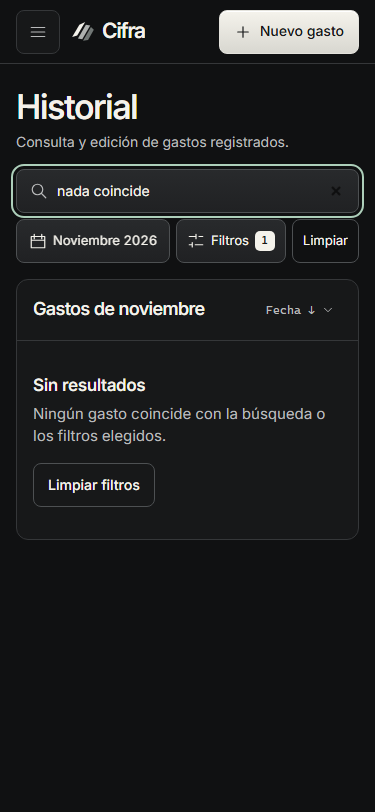 Cifra
Nuevo gasto
Historial
Consulta y edición de gastos registrados.
nada coincide
Noviembre 2026
Filtros 1
Limpiar
Gastos de noviembre
Fecha ↓
Sin resultados
Ningún gasto coincide con la búsqueda o
los filtros elegidos.
Limpiar filtros